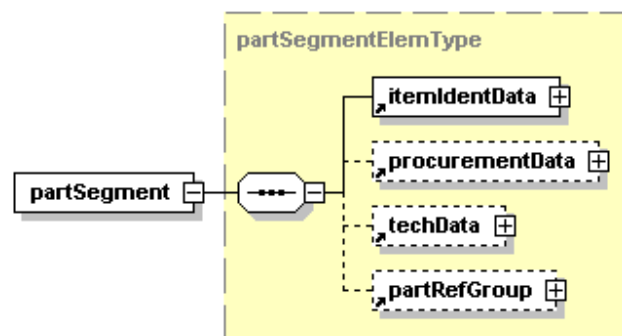 partSegmentElemType
itemIdentData
procurementData
partSegment
techData
partRefGroup